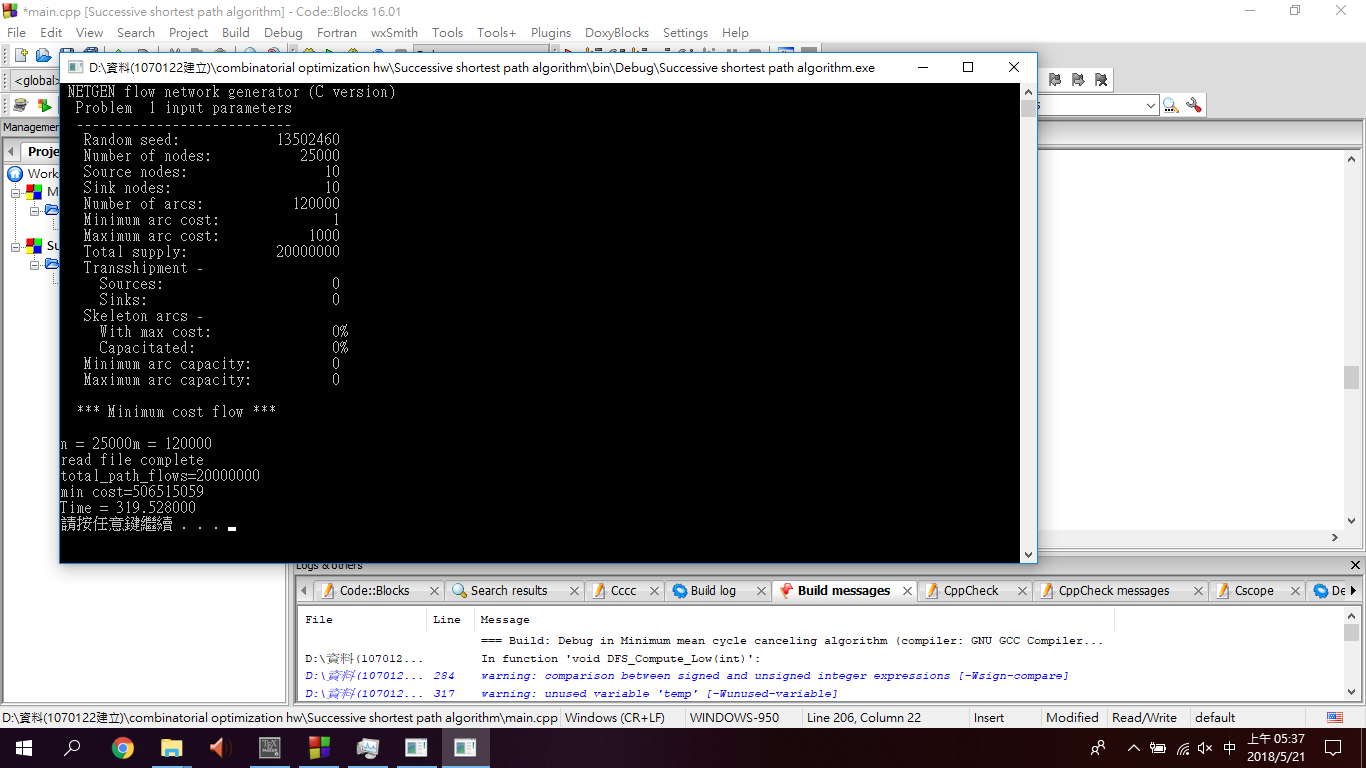 *main.cpp [Successive shortest path algorithm] - Code::Blocks 16.01
File Edit View Search Project Build Debug Fortran wxSmith Tools Tools+ Plugins DoxyBlocks Settings Help
D:\資料(1070122建立)\combinatorial optimization hw\Successive shortest path algorithm\bin\Debug\Successive shortest path algorithm.exe
<global>
Managemen
Proje
Work
M
Su
NETGEN flow network generator (C version)
Problem 1 input parameters
---------------------------
Random seed: 13502460
Number of nodes: 25000
Source nodes: 10
Sink nodes: 10
Number of arcs: 120000
Minimum arc cost: 1
Maximum arc cost: 1000
Total supply: 20000000
Transshipment -
Sources: 0
Sinks: 0
Skeleton arcs -
With max cost: 0%
Capacitated: 0%
Minimum arc capacity: 0
Maximum arc capacity: 0
*** Minimum cost flow ***
n = 25000m = 120000
read file complete
total_path_flows=20000000
min cost=506515059
Time = 319.528000
請按任意鍵繼續 . . .
Logs & others
Code::Blocks Search results Cccc Build log Build messages CppCheck CppCheck messages Cscope De
File Line Message
=== Build: Debug in Minimum mean cycle canceling algorithm (compiler: GNU GCC Compiler...
D:\資料(107012... In function 'void DFS_Compute_Low(int)':
D:\資料(107012... 284 warning: comparison between signed and unsigned integer expressions [-Wsign-compare]
D:\資料(107012... 317 warning: unused variable 'temp' [-Wunused-variable]
D:\資料(1070122建立)\combinatorial optimization hw\Successive shortest path algorithm\main.cpp Windows (CR+LF) WINDOWS-950 Line 206, Column 22 Insert Modified Read/Write default
中 上午 05:37
2018/5/21